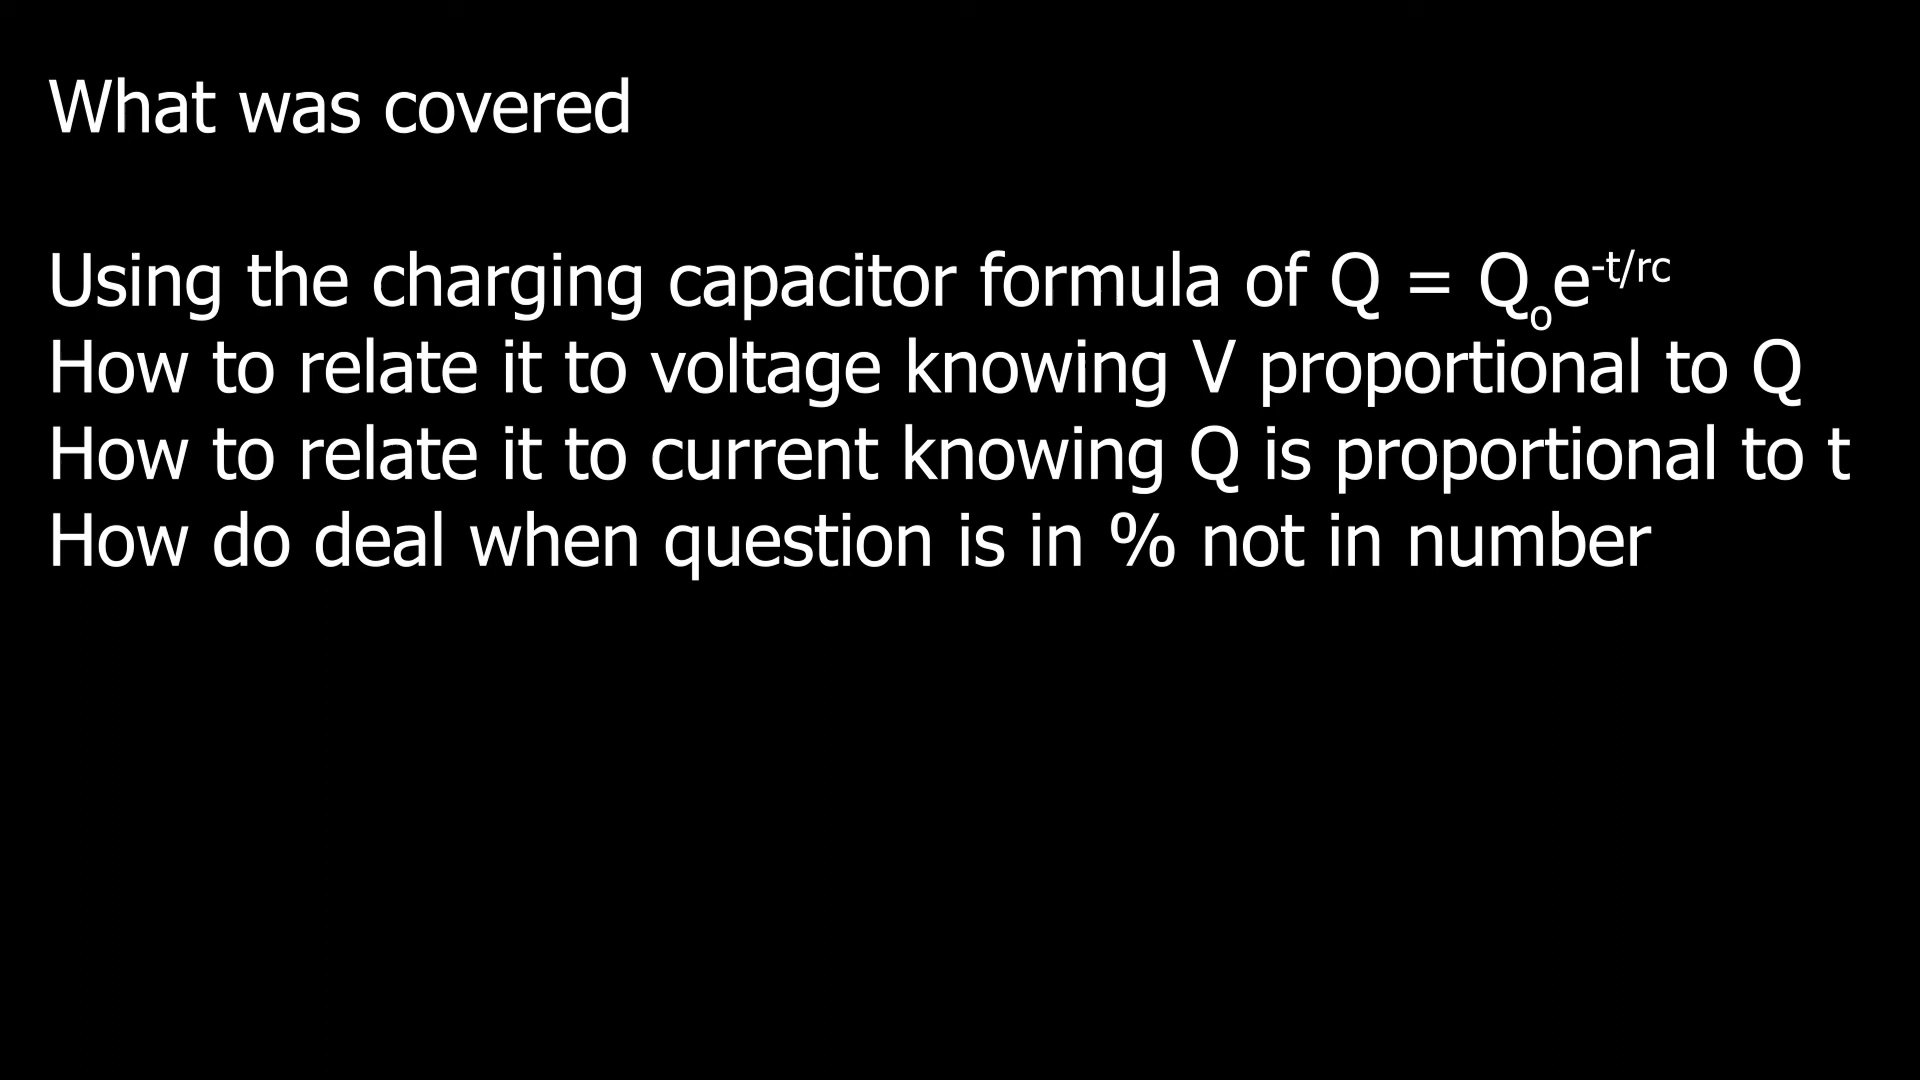 What was covered
Using the charging capacitor formula of Q = Qₒe⁻ᵗ/ʳᶜ
How to relate it to voltage knowing V proportional to Q
How to relate it to current knowing Q is proportional to t
How do deal when question is in % not in number